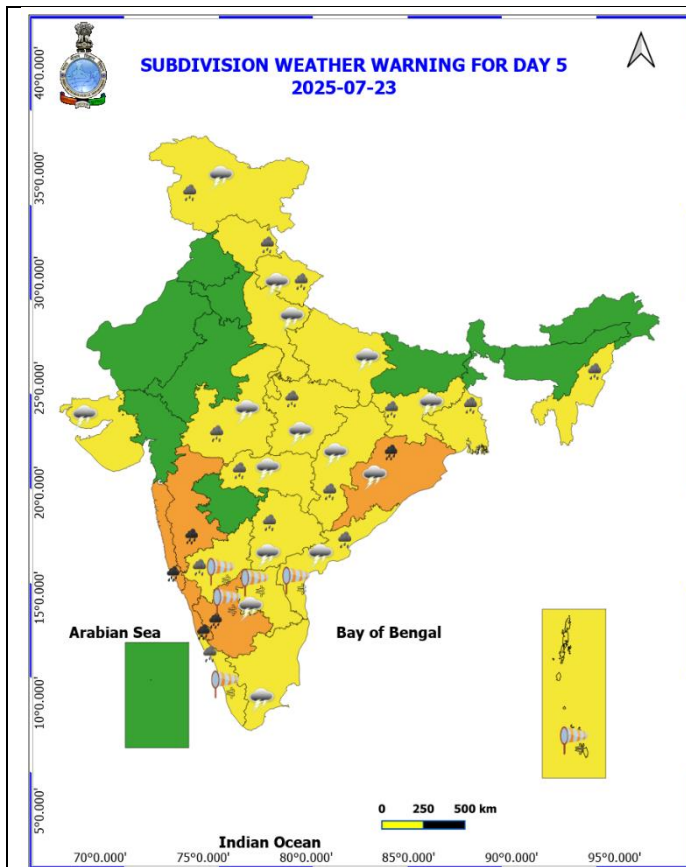 SUBDIVISION WEATHER WARNING FOR DAY 5
2025-07-23
40°0.000'
35°0.000'
30°0.000'
25°0.000'
20°0.000'
15°0.000'
10°0.000'
5°0.000'
Arabian Sea
Bay of Bengal
0 250 500 km
Indian Ocean
70°0.000' 75°0.000' 80°0.000' 85°0.000' 90°0.000' 95°0.000'